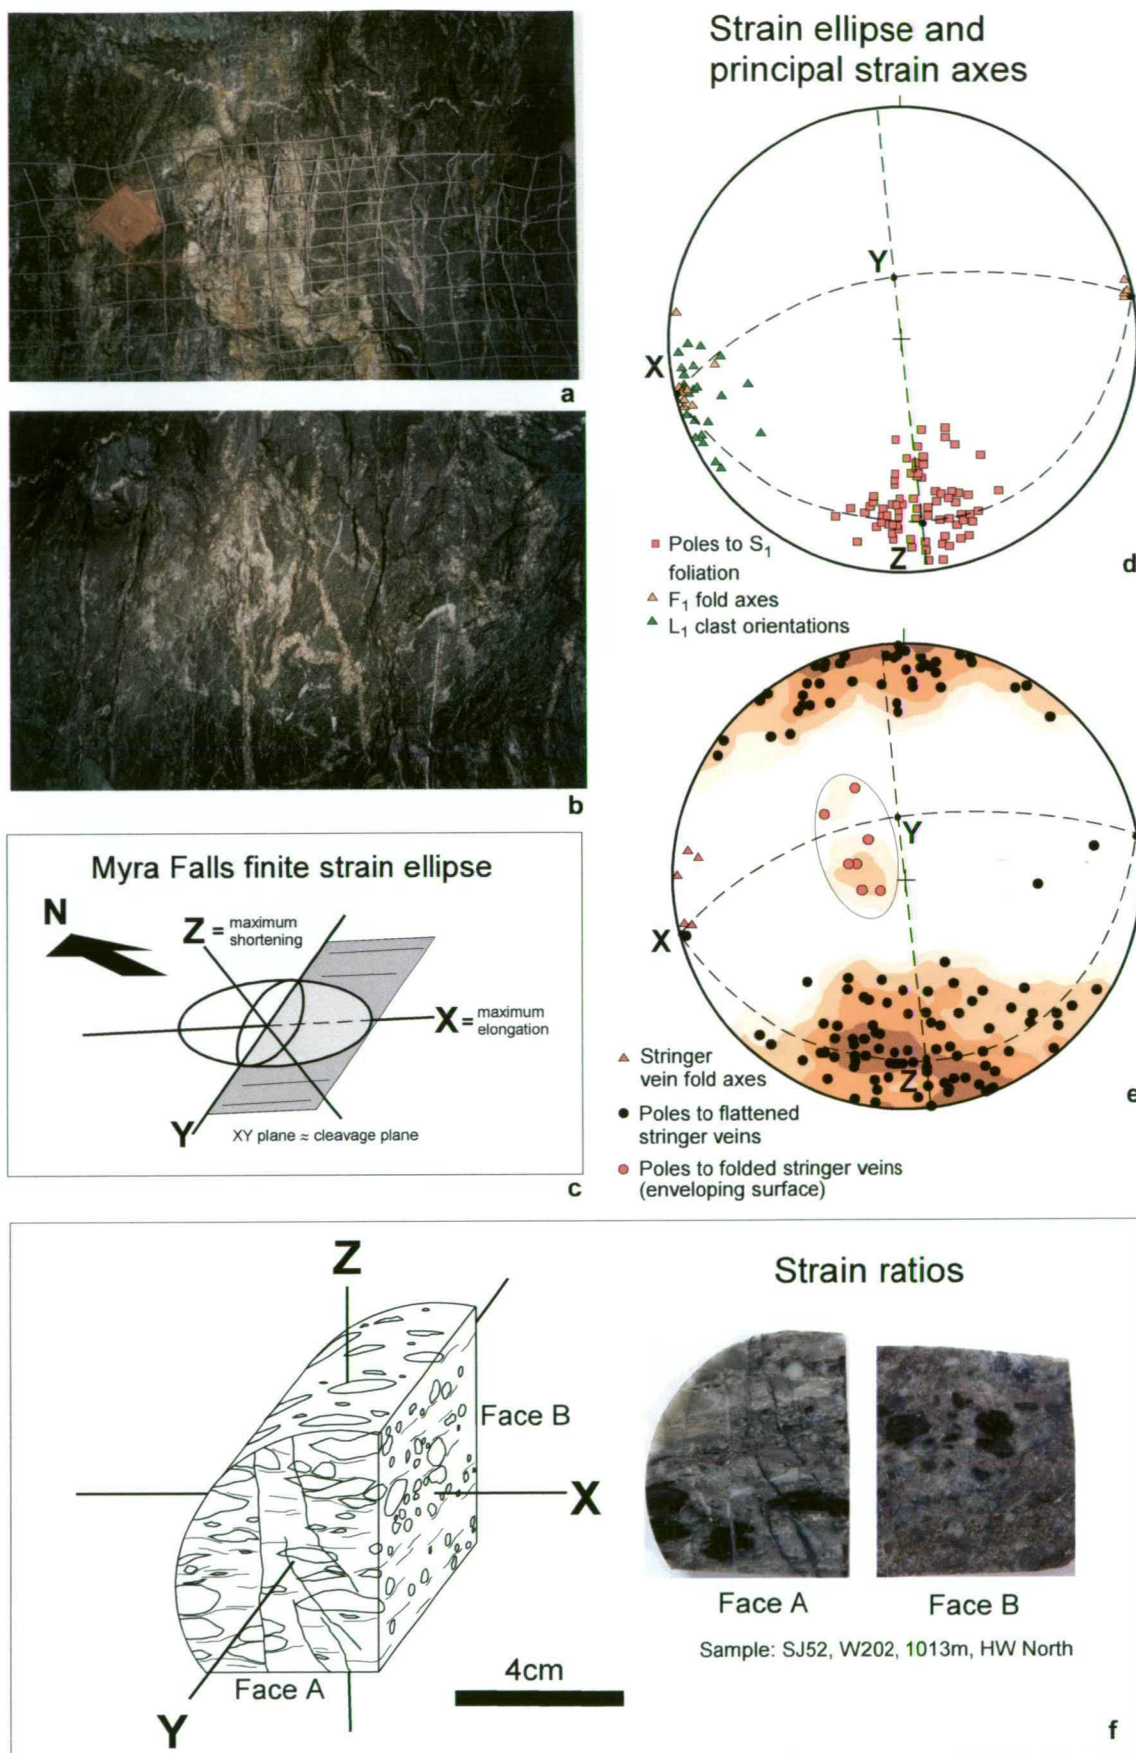 Strain ellipse and
principal strain axes
a
b
Y
X
Z
Poles to S1
foliation
F1 fold axes
L1 clast orientations
d
Myra Falls finite strain ellipse
N
Z = maximum
shortening
X = maximum
elongation
Y
XY plane ≈ cleavage plane
c
Y
X
Z
Stringer
vein fold axes
Poles to flattened
stringer veins
Poles to folded stringer veins
(enveloping surface)
e
Z
Face B
X
Face A
Y
4cm
Strain ratios
Face A
Face B
Sample: SJ52, W202, 1013m, HW North
f